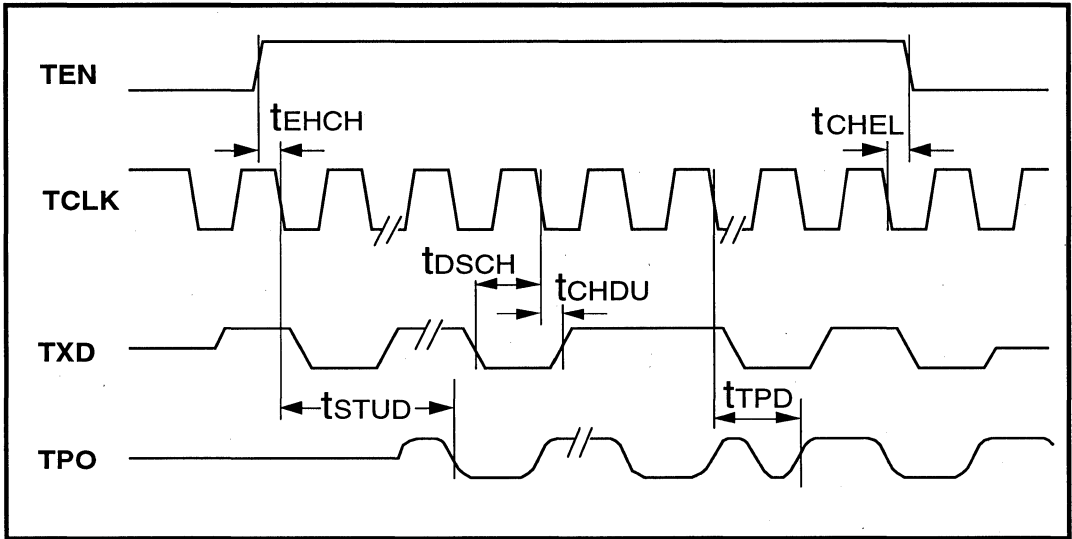 TEN
tEHCH
tCHEL
TCLK
tDSCH
tCHDU
TXD
tSTUD
tTPD
TPO